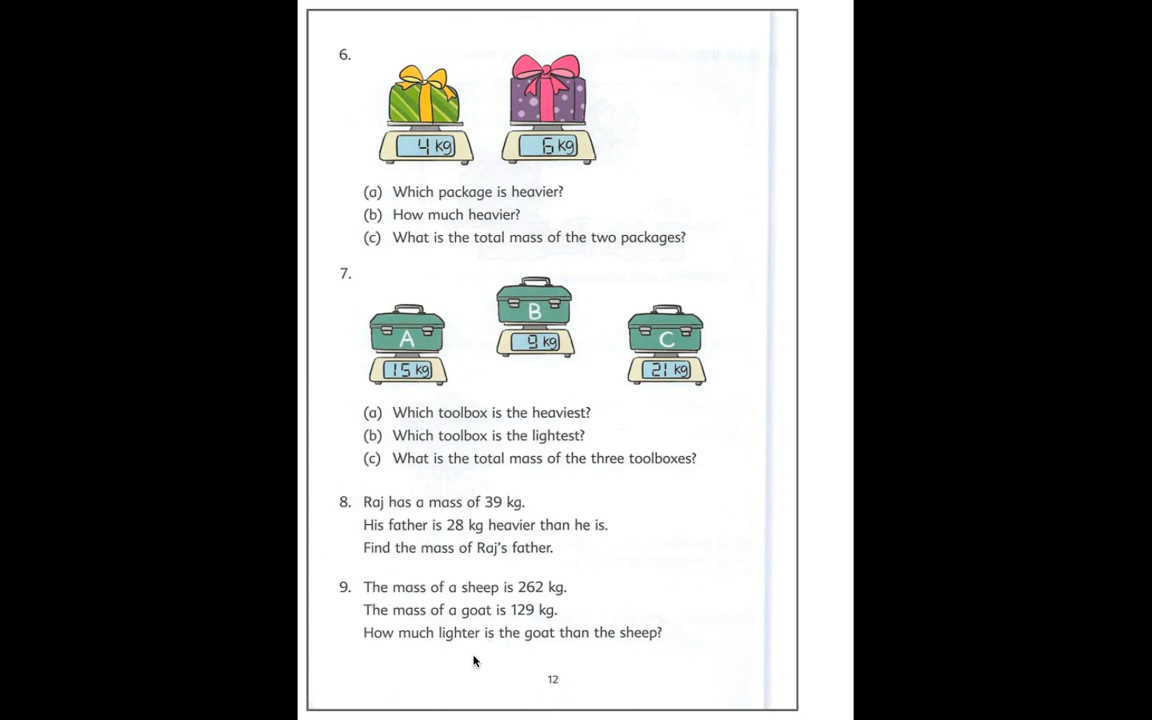 6.
4 kg
6 kg
(a) Which package is heavier?
(b) How much heavier?
(c) What is the total mass of the two packages?
7.
A
B
C
15 kg
9 kg
21 kg
(a) Which toolbox is the heaviest?
(b) Which toolbox is the lightest?
(c) What is the total mass of the three toolboxes?
8. Raj has a mass of 39 kg.
His father is 28 kg heavier than he is.
Find the mass of Raj's father.
9. The mass of a sheep is 262 kg.
The mass of a goat is 129 kg.
How much lighter is the goat than the sheep?
12